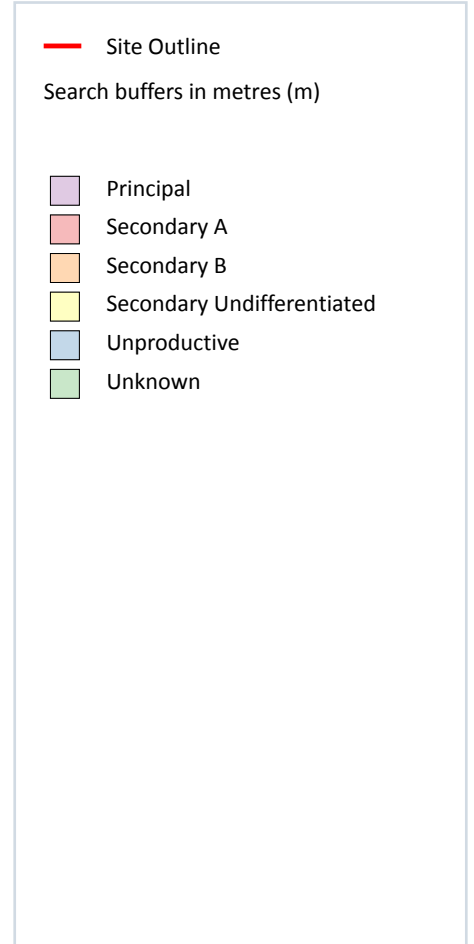 Site Outline
Search buffers in metres (m)
Principal
Secondary A
Secondary B
Secondary Undifferentiated
Unproductive
Unknown